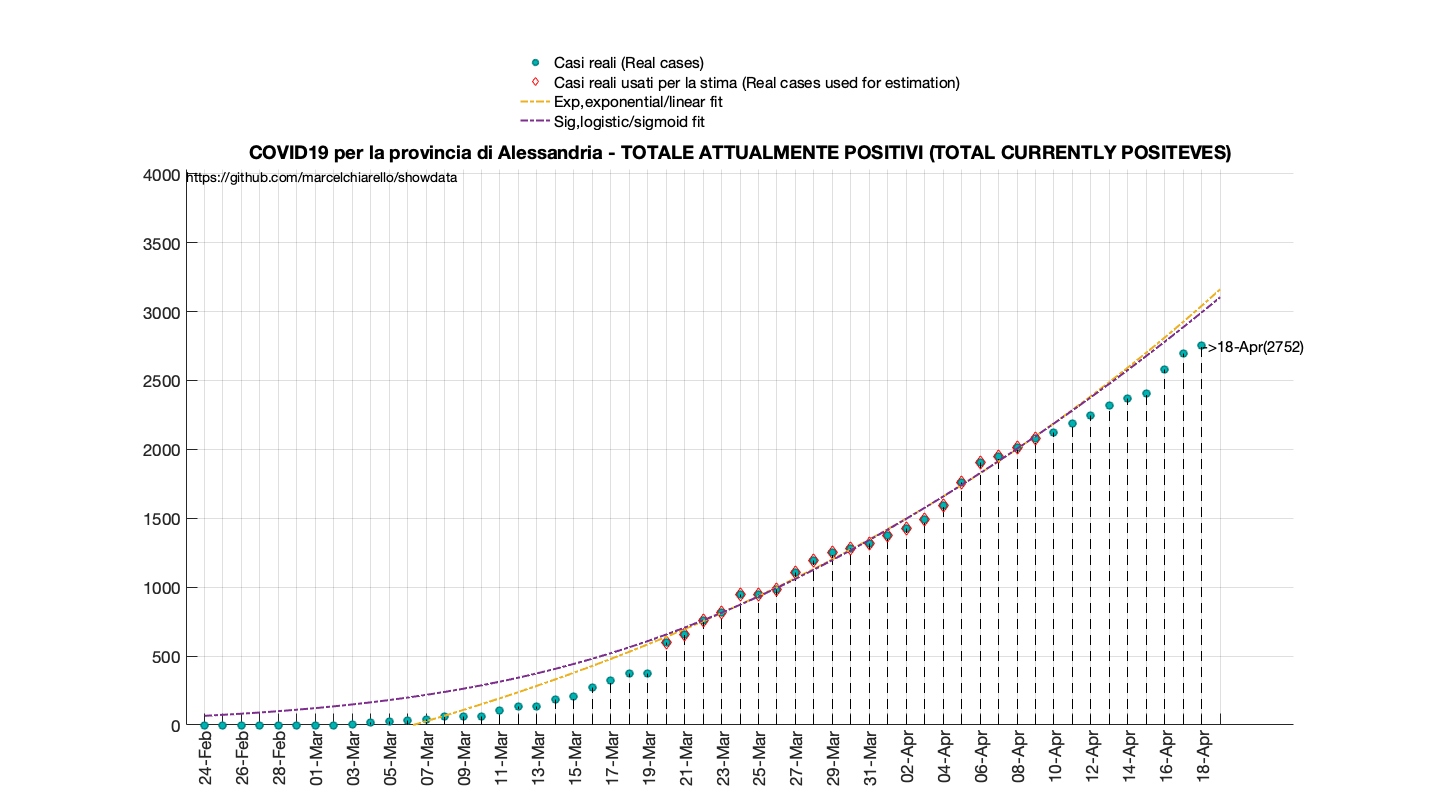 Casi reali (Real cases)
Casi reali usati per la stima (Real cases used for estimation)
Exp,exponential/linear fit
Sig,logistic/sigmoid fit
COVID19 per la provincia di Alessandria - TOTALE ATTUALMENTE POSITIVI (TOTAL CURRENTLY POSITEVES)
4000
https://github.com/marcelchiarello/showdata
3500
3000
->18-Apr(2752)
2500
2000
1500
1000
500
0
24-Feb
26-Feb
28-Feb
01-Mar
03-Mar
05-Mar
07-Mar
09-Mar
11-Mar
13-Mar
15-Mar
17-Mar
19-Mar
21-Mar
23-Mar
25-Mar
27-Mar
29-Mar
31-Mar
02-Apr
04-Apr
06-Apr
08-Apr
10-Apr
12-Apr
14-Apr
16-Apr
18-Apr